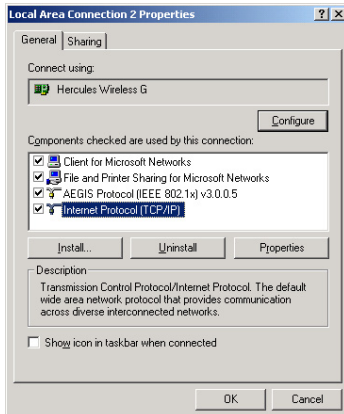 Local Area Connection 2 Properties
General Sharing
Connect using:
Hercules Wireless G
Configure
Components checked are used by this connection:
Client for Microsoft Networks
File and Printer Sharing for Microsoft Networks
AEGIS Protocol (IEEE 802.1x) v3.0.0.5
Internet Protocol (TCP/IP)
Install... Uninstall Properties
Description
Transmission Control Protocol/Internet Protocol. The default
wide area network protocol that provides communication
across diverse interconnected networks.
Show icon in taskbar when connected
OK Cancel